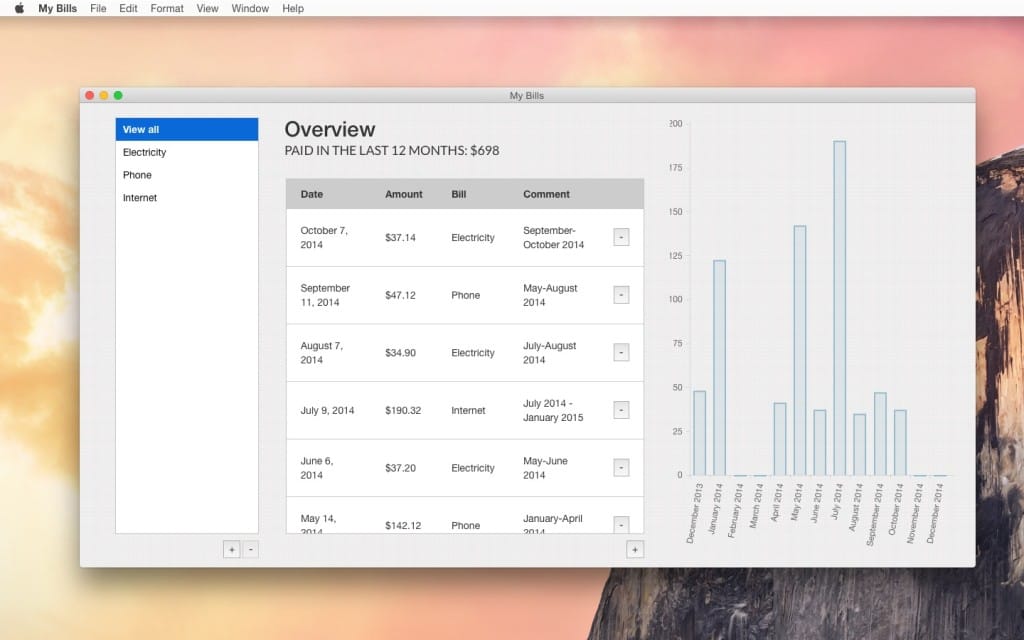 My Bills File Edit Format View Window Help
My Bills
View all
Electricity
Phone
Internet
+ -
Overview
PAID IN THE LAST 12 MONTHS: $698
Date Amount Bill Comment
October 7,
2014
$37.14 Electricity
September-
October 2014
-
September
11, 2014
$47.12 Phone
May-August
2014
-
August 7,
2014
$34.90 Electricity
July-August
2014
-
July 9, 2014 $190.32 Internet
July 2014 -
January 2015
-
June 6,
2014
$37.20 Electricity
May-June
2014
-
May 14,
2014
$142.12 Phone
January-April
2014
-
+
200
175
150
125
100
75
50
25
0
December 2013
January 2014
February 2014
March 2014
April 2014
May 2014
June 2014
July 2014
August 2014
September 2014
October 2014
November 2014
December 2014